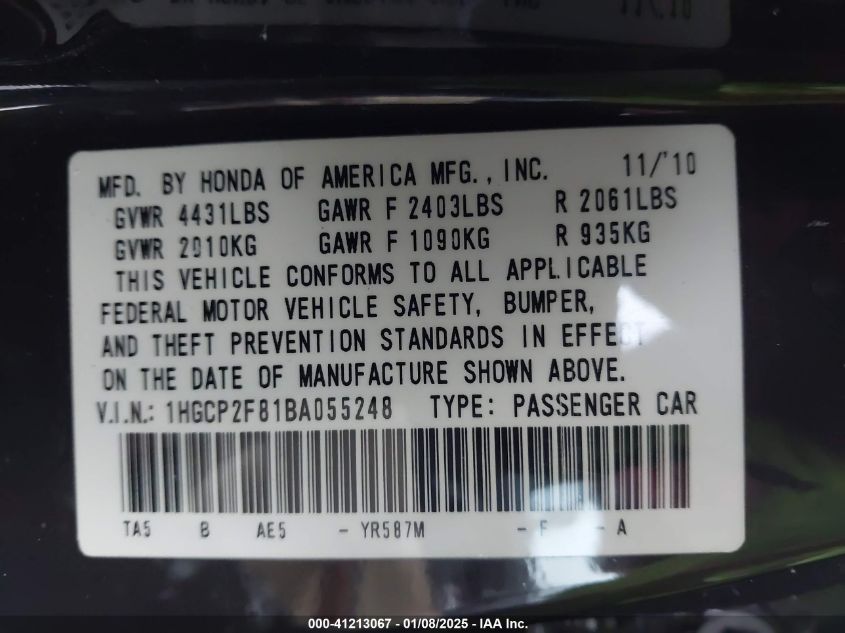 MFD. BY HONDA OF AMERICA MFG., INC. 11/'10
GVWR 4431LBS GAWR F 2403LBS R 2061LBS
GVWR 2010KG GAWR F 1090KG R 935KG
THIS VEHICLE CONFORMS TO ALL APPLICABLE
FEDERAL MOTOR VEHICLE SAFETY, BUMPER,
AND THEFT PREVENTION STANDARDS IN EFFECT
ON THE DATE OF MANUFACTURE SHOWN ABOVE.
V.I.N.: 1HGCP2F81BA055248 TYPE: PASSENGER CAR
TA5 B AE5 - YR587M - F - A
000-41213067 - 01/08/2025 - IAA Inc.